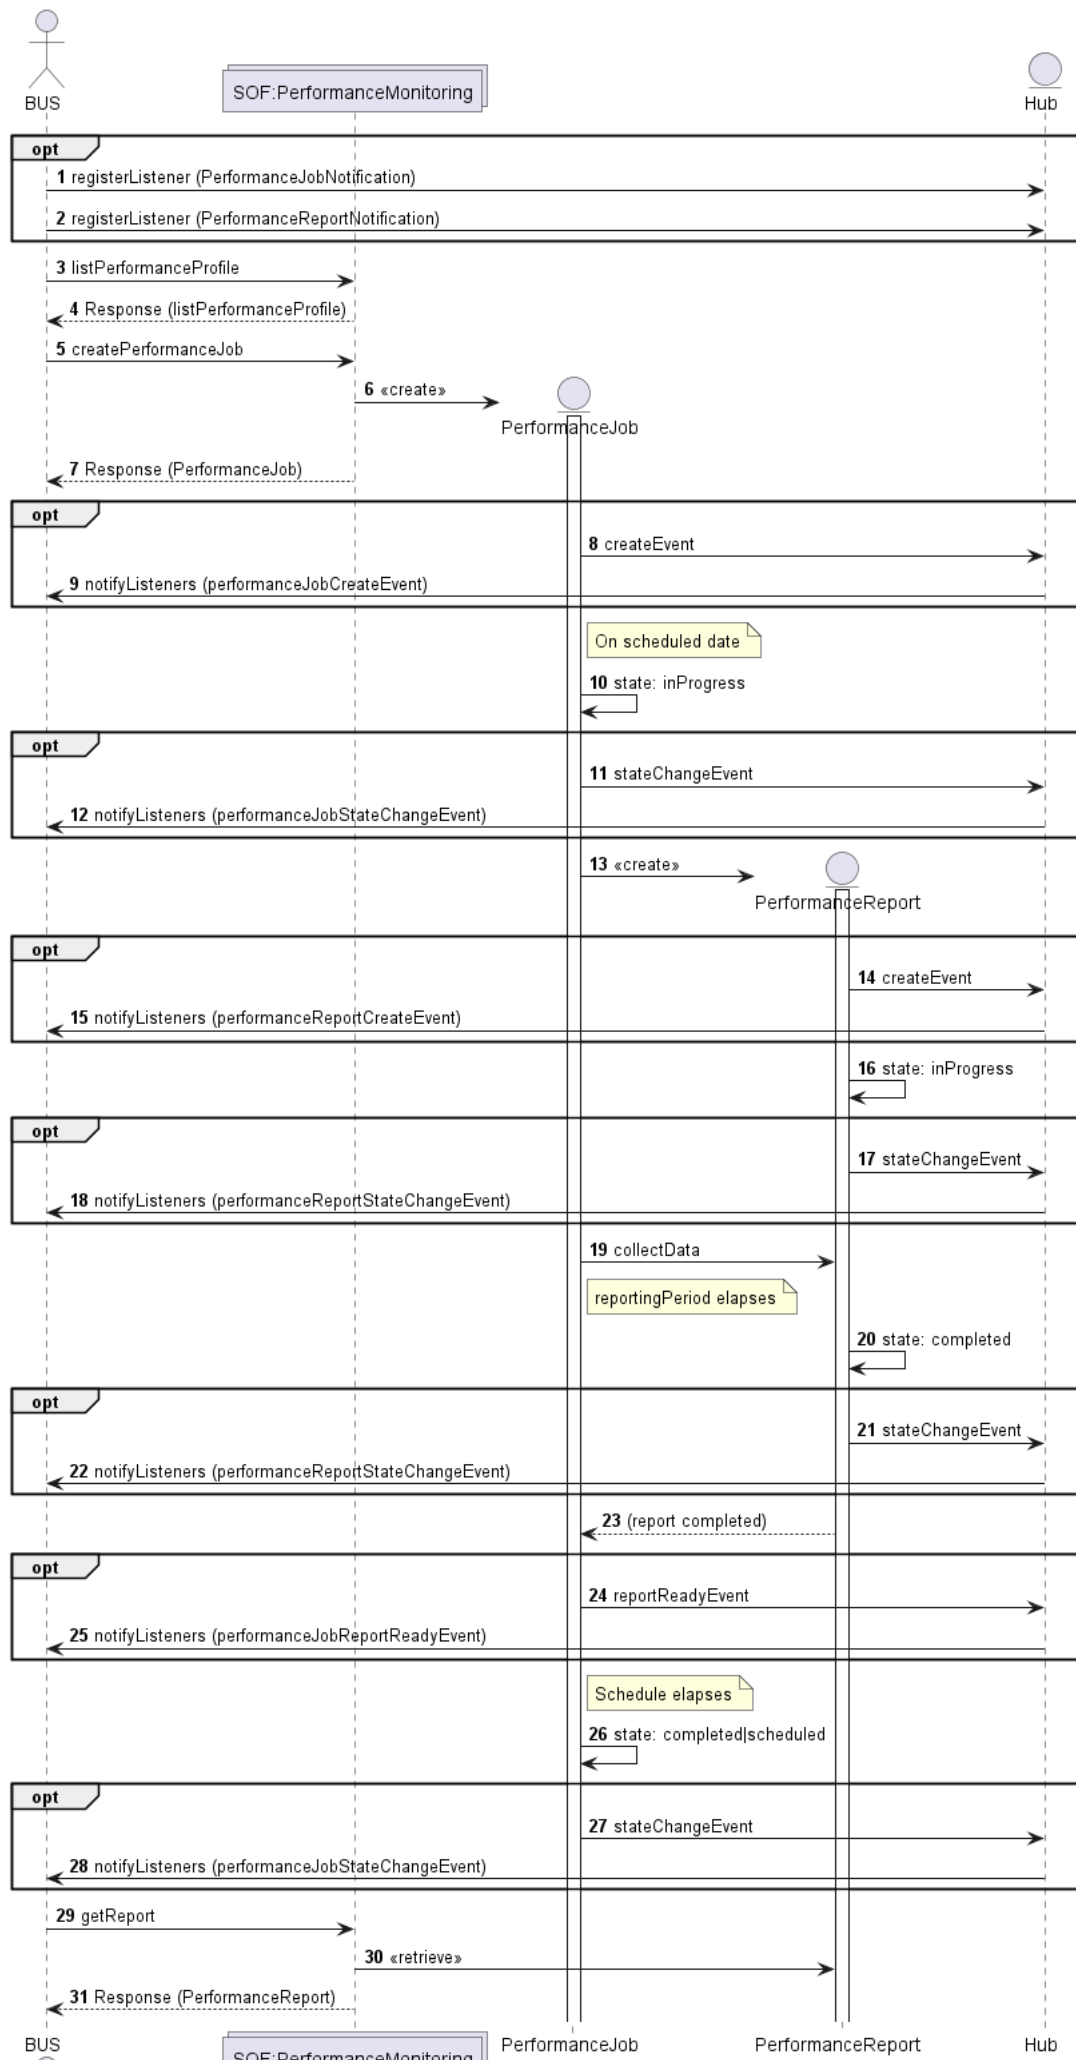 SOF:PerformanceMonitoring
BUS
Hub
opt
1 registerListener (PerformanceJobNotification)
2 registerListener (PerformanceReportNotification)
3 listPerformanceProfile
4 Response (listPerformanceProfile)
5 createPerformanceJob
6 «create»
PerformanceJob
7 Response (PerformanceJob)
opt
8 createEvent
9 notifyListeners (performanceJobCreateEvent)
On scheduled date
10 state: inProgress
opt
11 stateChangeEvent
12 notifyListeners (performanceJobStateChangeEvent)
13 «create»
PerformanceReport
opt
14 createEvent
15 notifyListeners (performanceReportCreateEvent)
16 state: inProgress
opt
17 stateChangeEvent
18 notifyListeners (performanceReportStateChangeEvent)
19 collectData
reportingPeriod elapses
20 state: completed
opt
21 stateChangeEvent
22 notifyListeners (performanceReportStateChangeEvent)
23 (report completed)
opt
24 reportReadyEvent
25 notifyListeners (performanceJobReportReadyEvent)
Schedule elapses
26 state: completed|scheduled
opt
27 stateChangeEvent
28 notifyListeners (performanceJobStateChangeEvent)
29 getReport
30 «retrieve»
31 Response (PerformanceReport)
BUS
SOF:PerformanceMonitoring
PerformanceJob
PerformanceReport
Hub